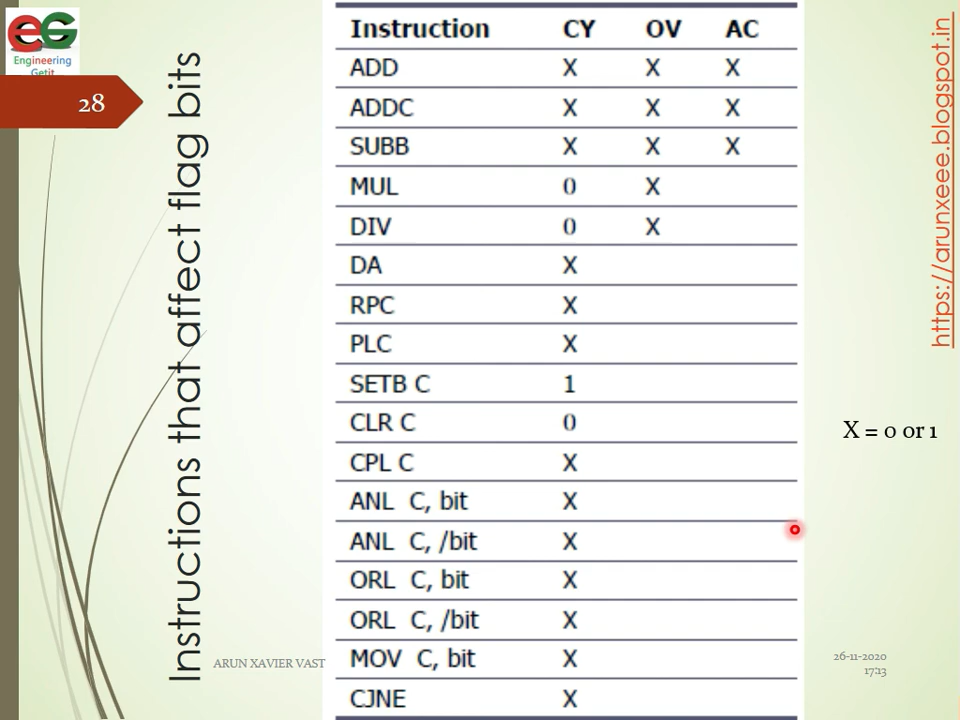 Engineering
Getit
28
Instructions that affect flag bits
Instruction CY OV AC
ADD X X X
ADDC X X X
SUBB X X X
MUL 0 X
DIV 0 X
DA X
RPC X
PLC X
SETB C 1
CLR C 0
CPL C X
ANL C, bit X
ANL C, /bit X
ORL C, bit X
ORL C, /bit X
MOV C, bit X
CJNE X
https://arunxeee.blogspot.in
X = 0 or 1
ARUN XAVIER VAST
26-11-2020
17:13